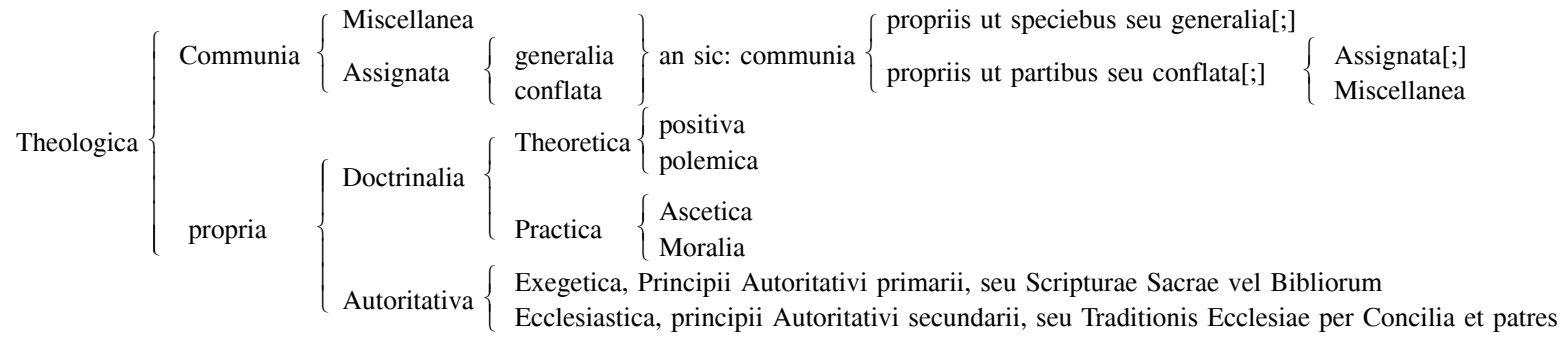 Miscellanea
propriis ut speciebus seu generalia[;]
Communia
generalia
an sic: communia
Assignata
propriis ut partibus seu conflata[;]
Assignata[;]
conflata
Miscellanea
Theologica
Theoretica
positiva
polemica
Doctrinalia
propria
Practica
Ascetica
Moralia
Autoritativa
Exegetica, Principii Autoritativi primarii, seu Scripturae Sacrae vel Bibliorum
Ecclesiastica, principii Autoritativi secundarii, seu Traditionis Ecclesiae per Concilia et patres